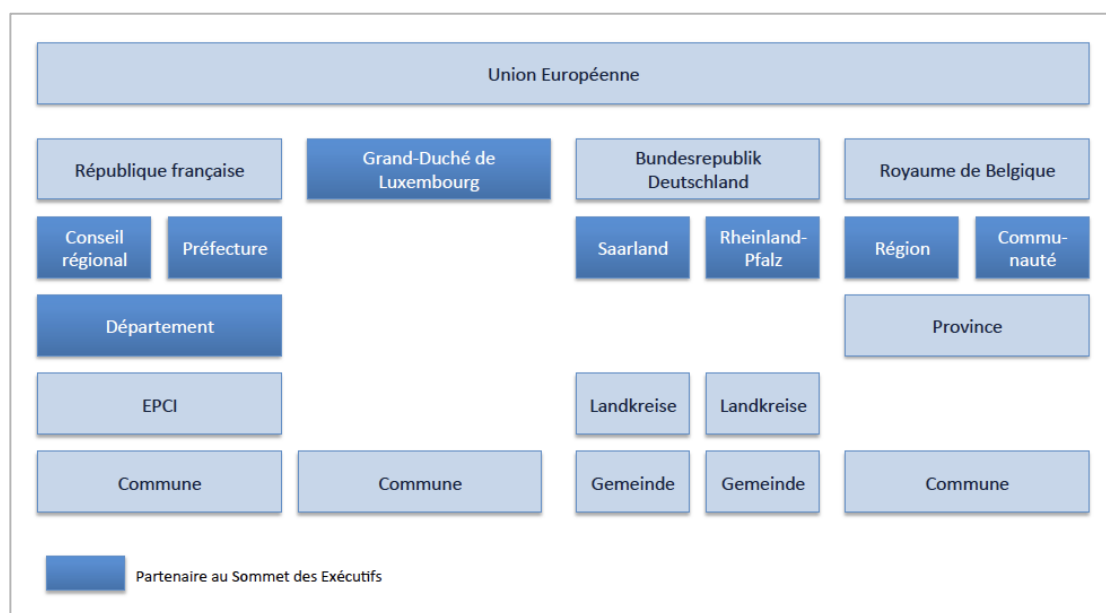 Union Européenne
République française
Grand-Duché de
Luxembourg
Bundesrepublik
Deutschland
Royaume de Belgique
Conseil
régional
Préfecture
Saarland
Rheinland-
Pfalz
Région
Commu-
nauté
Département
Province
EPCI
Landkreise
Landkreise
Commune
Commune
Gemeinde
Gemeinde
Commune
Partenaire au Sommet des Exécutifs